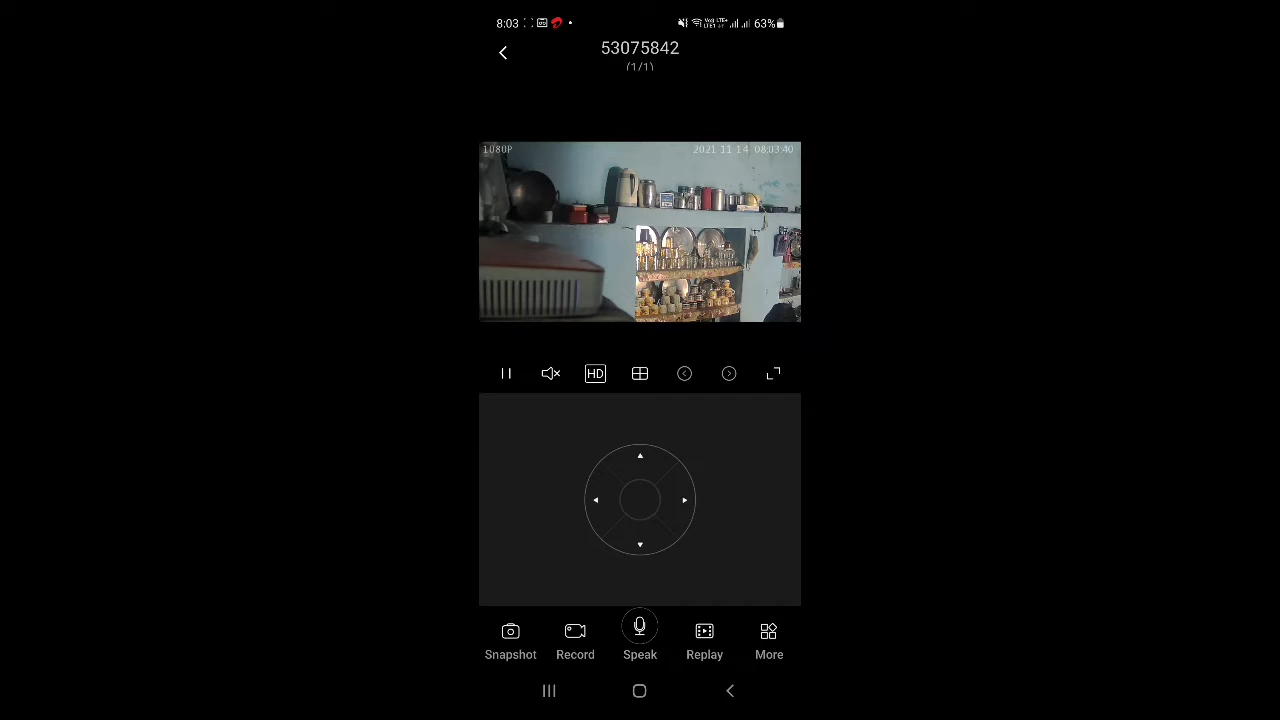 8:03 63%
53075842
(1/1)
1080P 2021 11 14 08:03:40
HD
Snapshot Record Speak Replay More